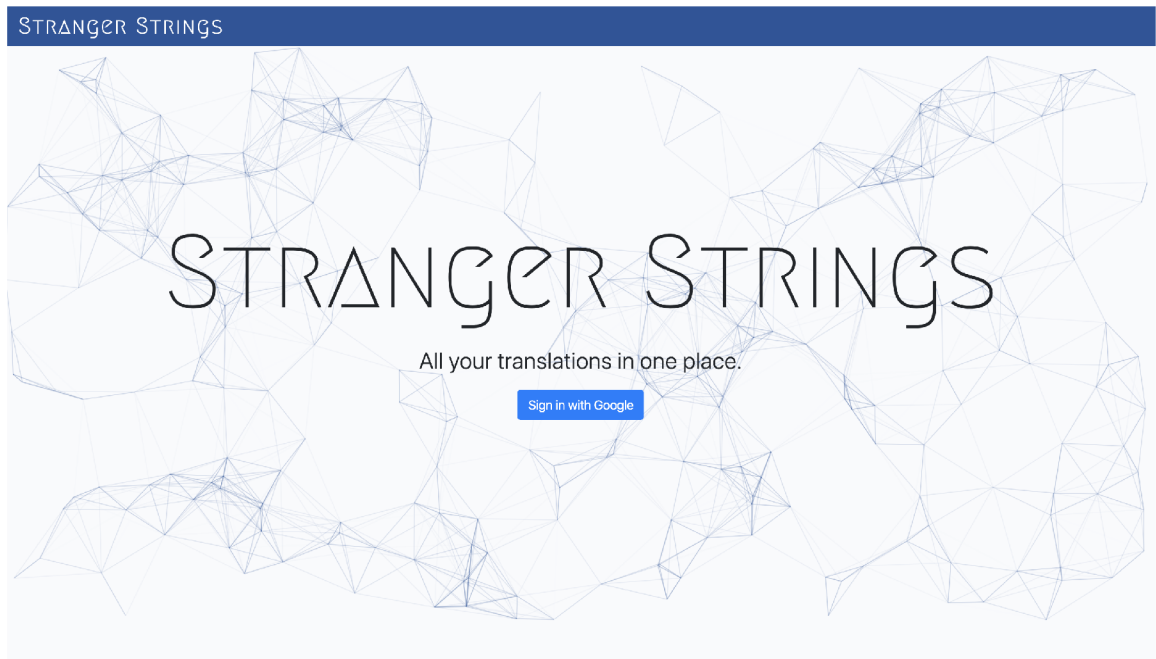 Stranger Strings
Stranger Strings
All your translations in one place.
Sign in with Google